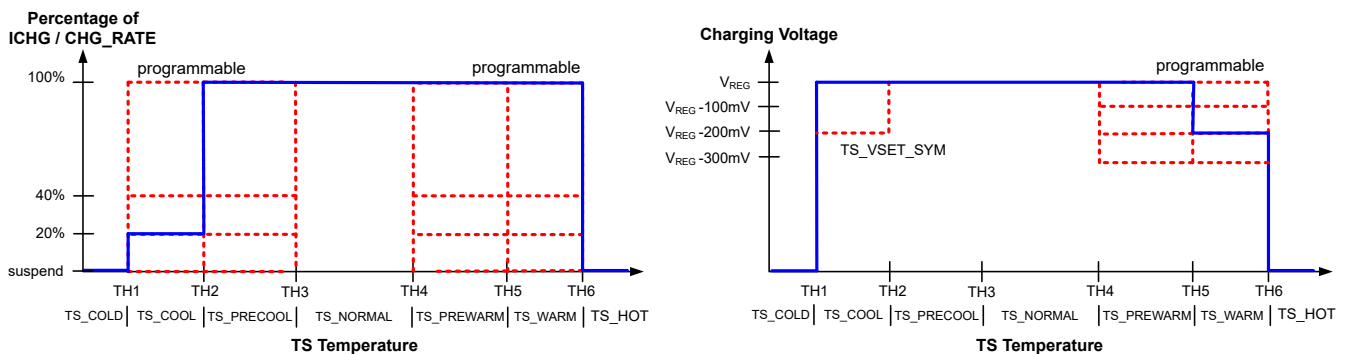 Percentage of
ICHG / CHG_RATE
100%
programmable
programmable
40%
20%
suspend
TH1
TH2
TH3
TH4
TH5
TH6
TS_COLD
TS_COOL
TS_PRECOOL
TS_NORMAL
TS_PREWARM
TS_WARM
TS_HOT
TS Temperature
Charging Voltage
programmable
VREG
VREG -100mV
VREG -200mV
VREG -300mV
TS_VSET_SYM
TH1
TH2
TH3
TH4
TH5
TH6
TS_COLD
TS_COOL
TS_PRECOOL
TS_NORMAL
TS_PREWARM
TS_WARM
TS_HOT
TS Temperature